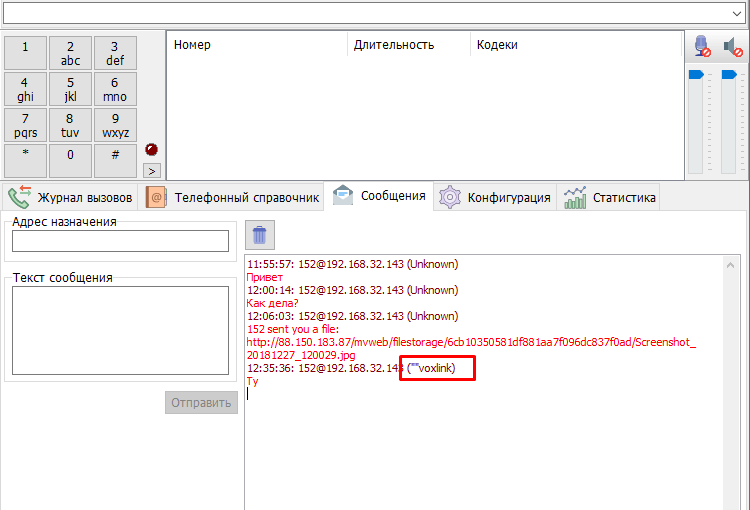 Номер Длительность Кодеки
1 2 3
abc def
4 5 6
ghi jkl mno
7 8 9
pqrs tuv wxyz
* 0 #
>
Журнал вызовов Телефонный справочник Сообщения Конфигурация Статистика
Адрес назначения
Текст сообщения
Отправить
11:55:57: 152@192.168.32.143 (Unknown)
Привет
12:00:14: 152@192.168.32.143 (Unknown)
Как дела?
12:06:03: 152@192.168.32.143 (Unknown)
152 sent you a file:
http://88.150.183.87/mvweb/filestorage/6cb10350581df881aa7f096dc837f0ad/Screenshot_
20181227_120029.jpg
12:35:36: 152@192.168.32.143 (""voxlink)
Ту